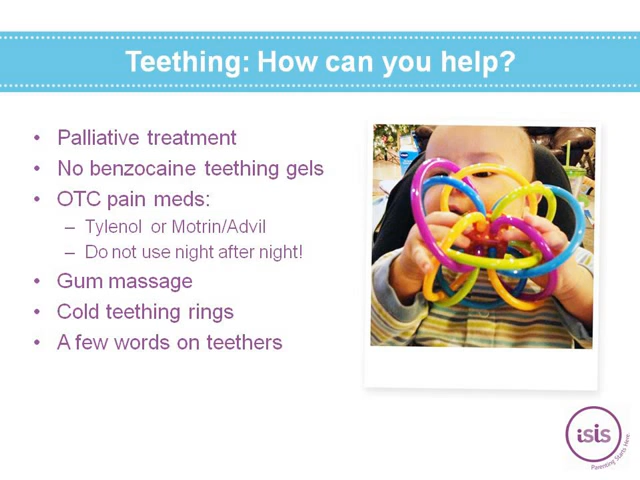 Teething: How can you help?
• Palliative treatment
• No benzocaine teething gels
• OTC pain meds:
– Tylenol or Motrin/Advil
– Do not use night after night!
• Gum massage
• Cold teething rings
• A few words on teethers
isis
Parenting Starts Here.